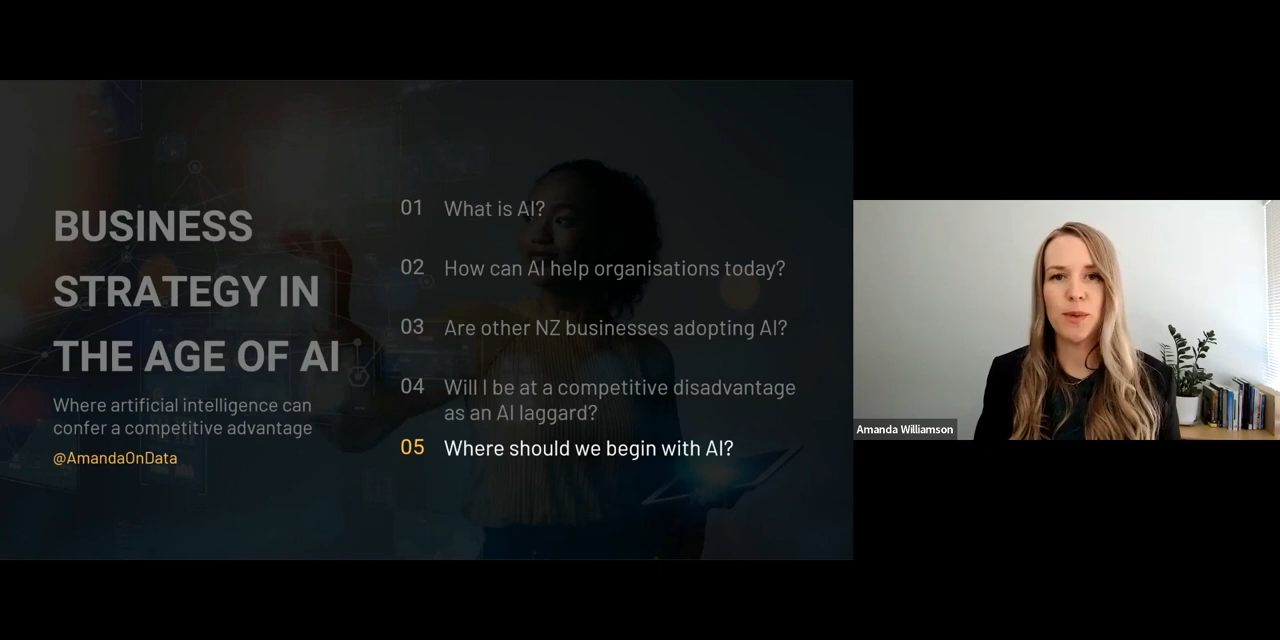 BUSINESS
STRATEGY IN
THE AGE OF AI
Where artificial intelligence can
confer a competitive advantage
@AmandaOnData
01 What is AI?
02 How can AI help organisations today?
03 Are other NZ businesses adopting AI?
04 Will I be at a competitive disadvantage
as an AI laggard?
05 Where should we begin with AI?
Amanda Williamson